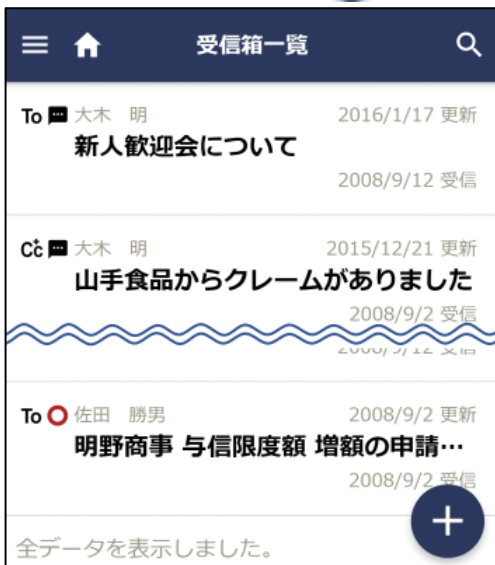 受信箱一覧
To 大木 明 2016/1/17 更新
新人歓迎会について
2008/9/12 受信
Cc 大木 明 2015/12/21 更新
山手食品からクレームがありました
2008/9/2 受信
To 佐田 勝男 2008/9/2 更新
明野商事 与信限度額 増額の申請…
2008/9/2 受信
全データを表示しました。